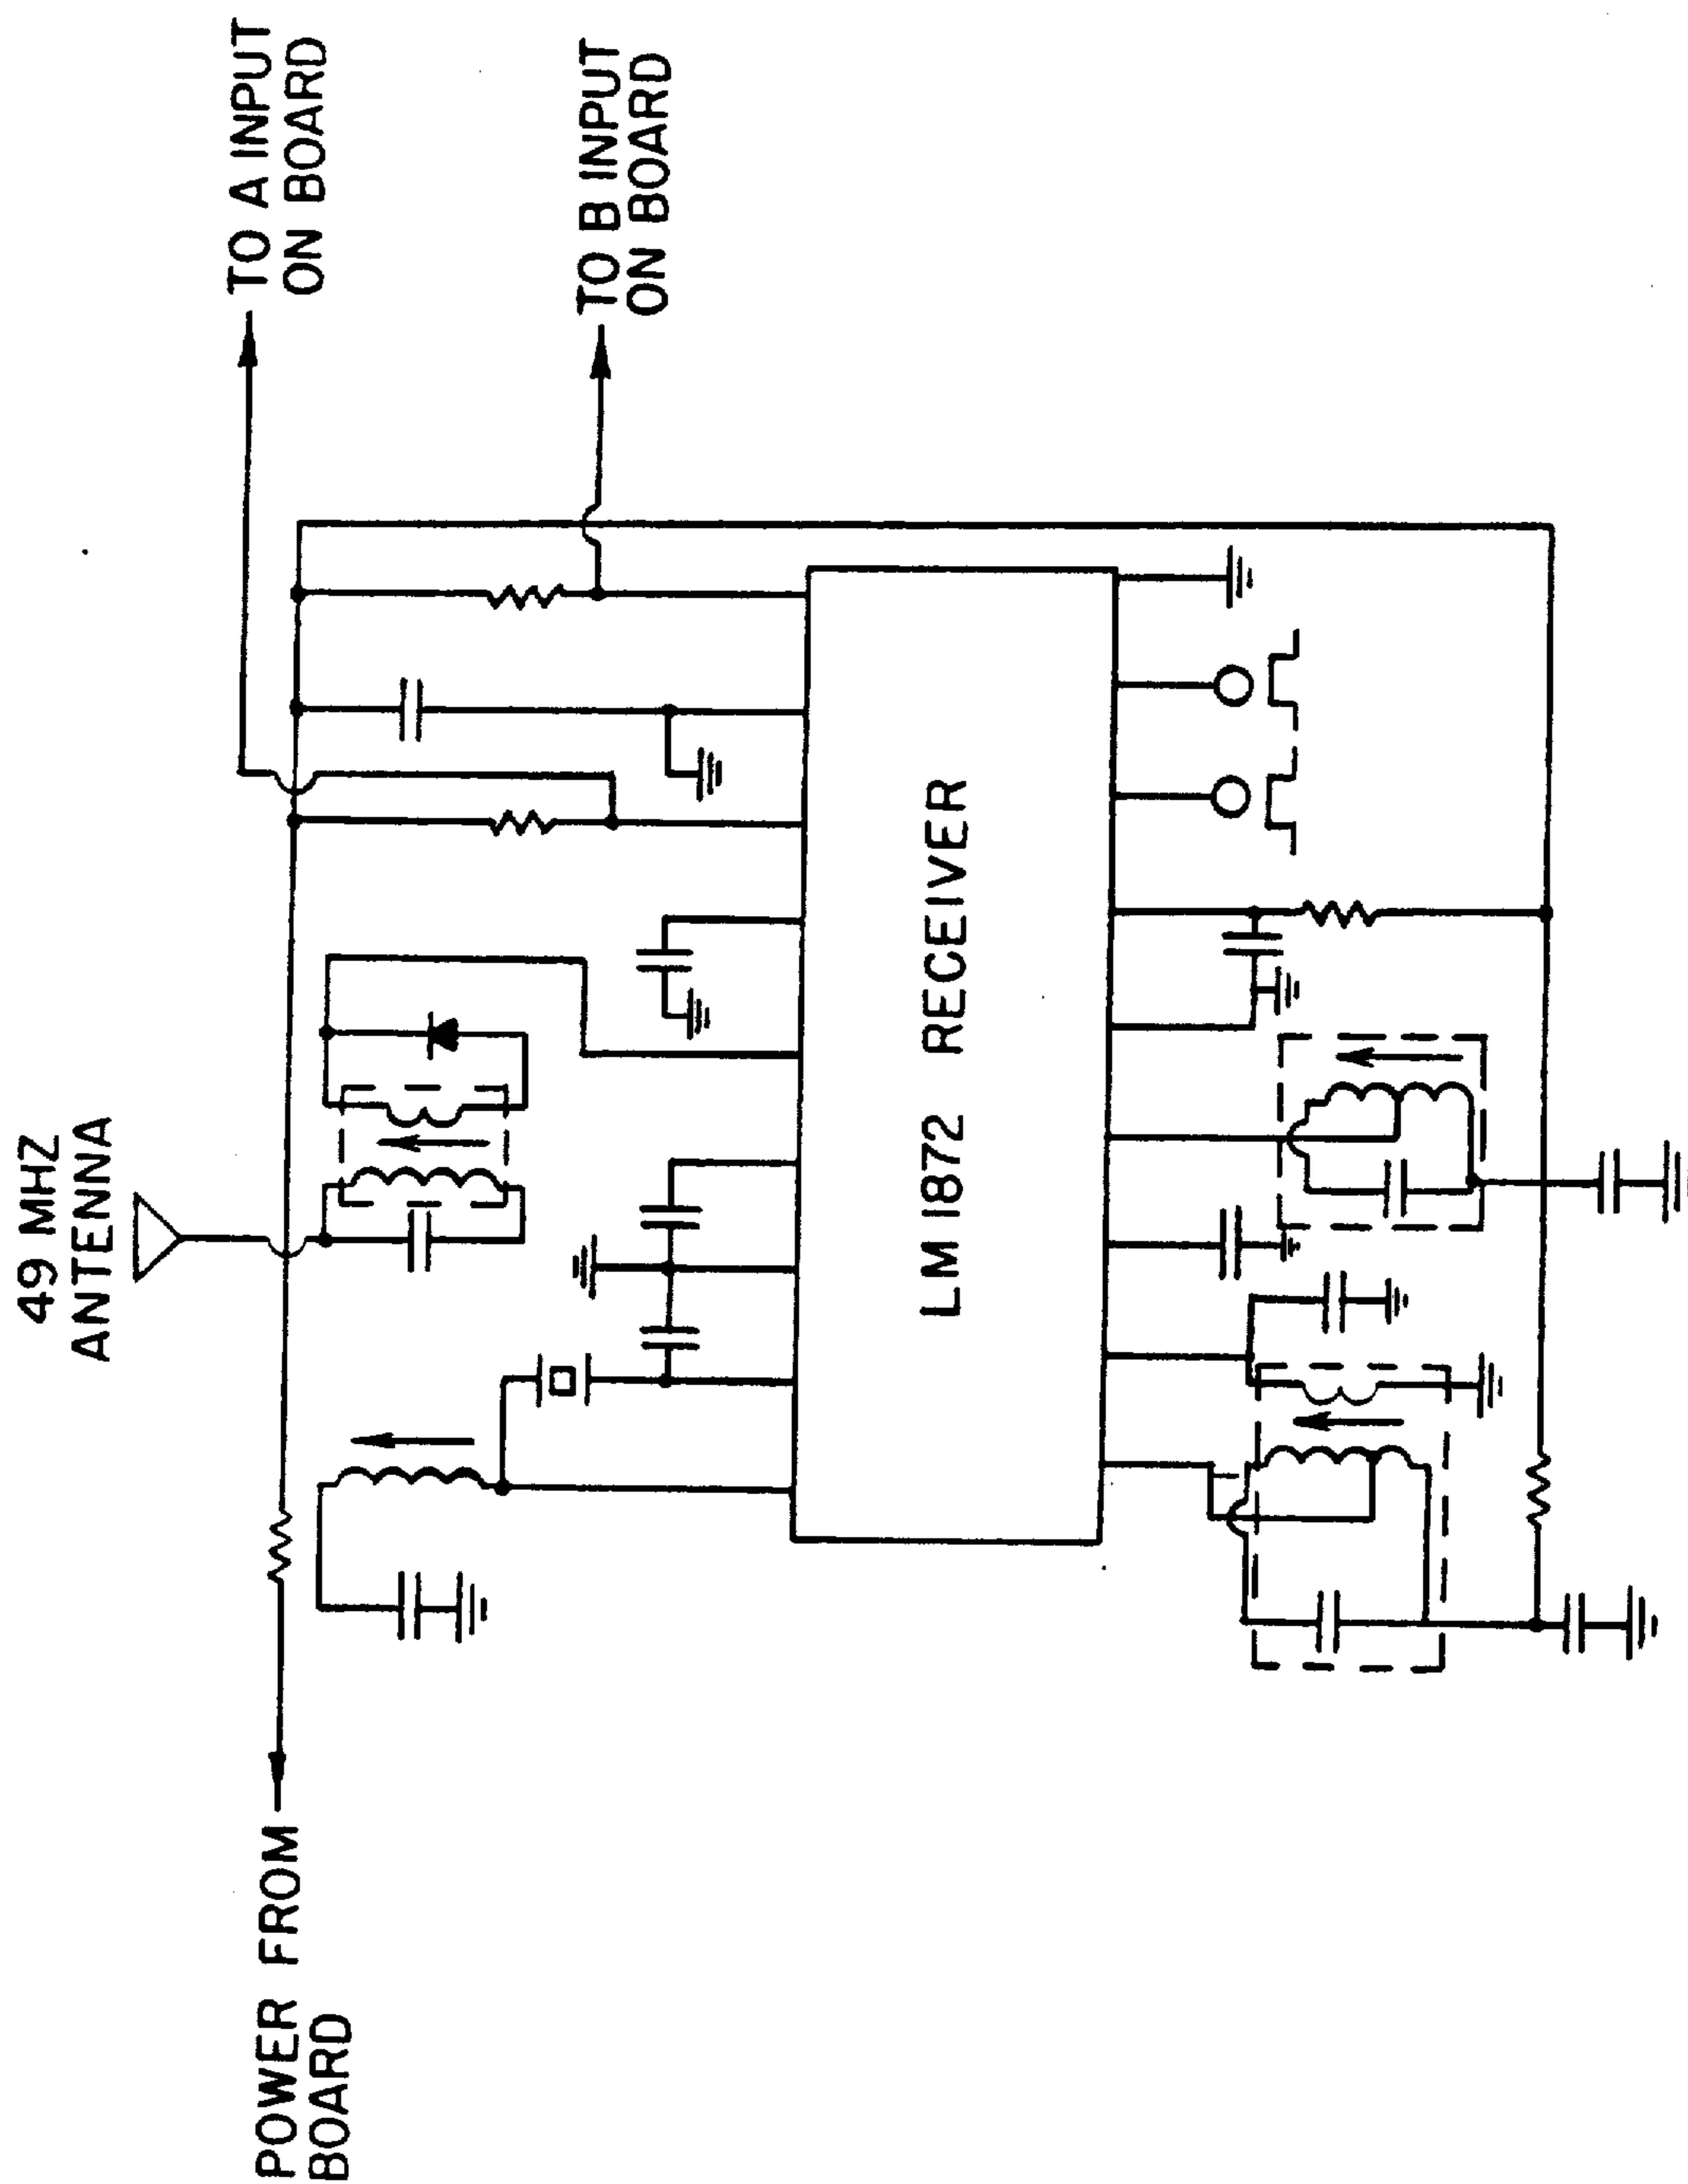 49 MHZ
ANTENNA
TO A INPUT
ON BOARD
TO B INPUT
ON BOARD
POWER FROM
BOARD
LM 1872 RECEIVER